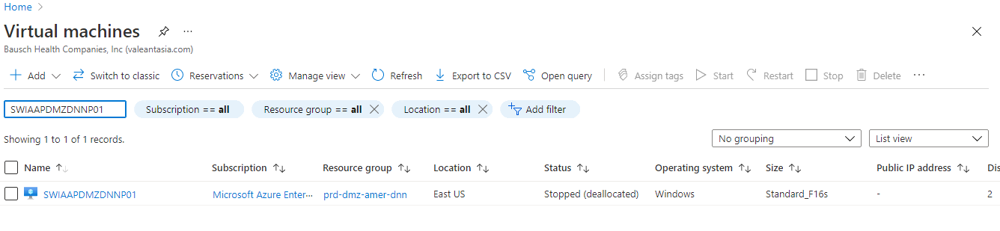 Home >
Virtual machines ...
Bausch Health Companies, Inc (valeantasia.com)
Add Switch to classic Reservations Manage view Refresh Export to CSV Open query Assign tags Start Restart Stop Delete ...
SWIAAPDMZDNNP01 Subscription == all Resource group == all Location == all Add filter
Showing 1 to 1 of 1 records. No grouping List view
Name Subscription Resource group Location Status Operating system Size Public IP address Dis
SWIAAPDMZDNNP01 Microsoft Azure Enter... prd-dmz-amer-dnn East US Stopped (deallocated) Windows Standard_F16s - 2